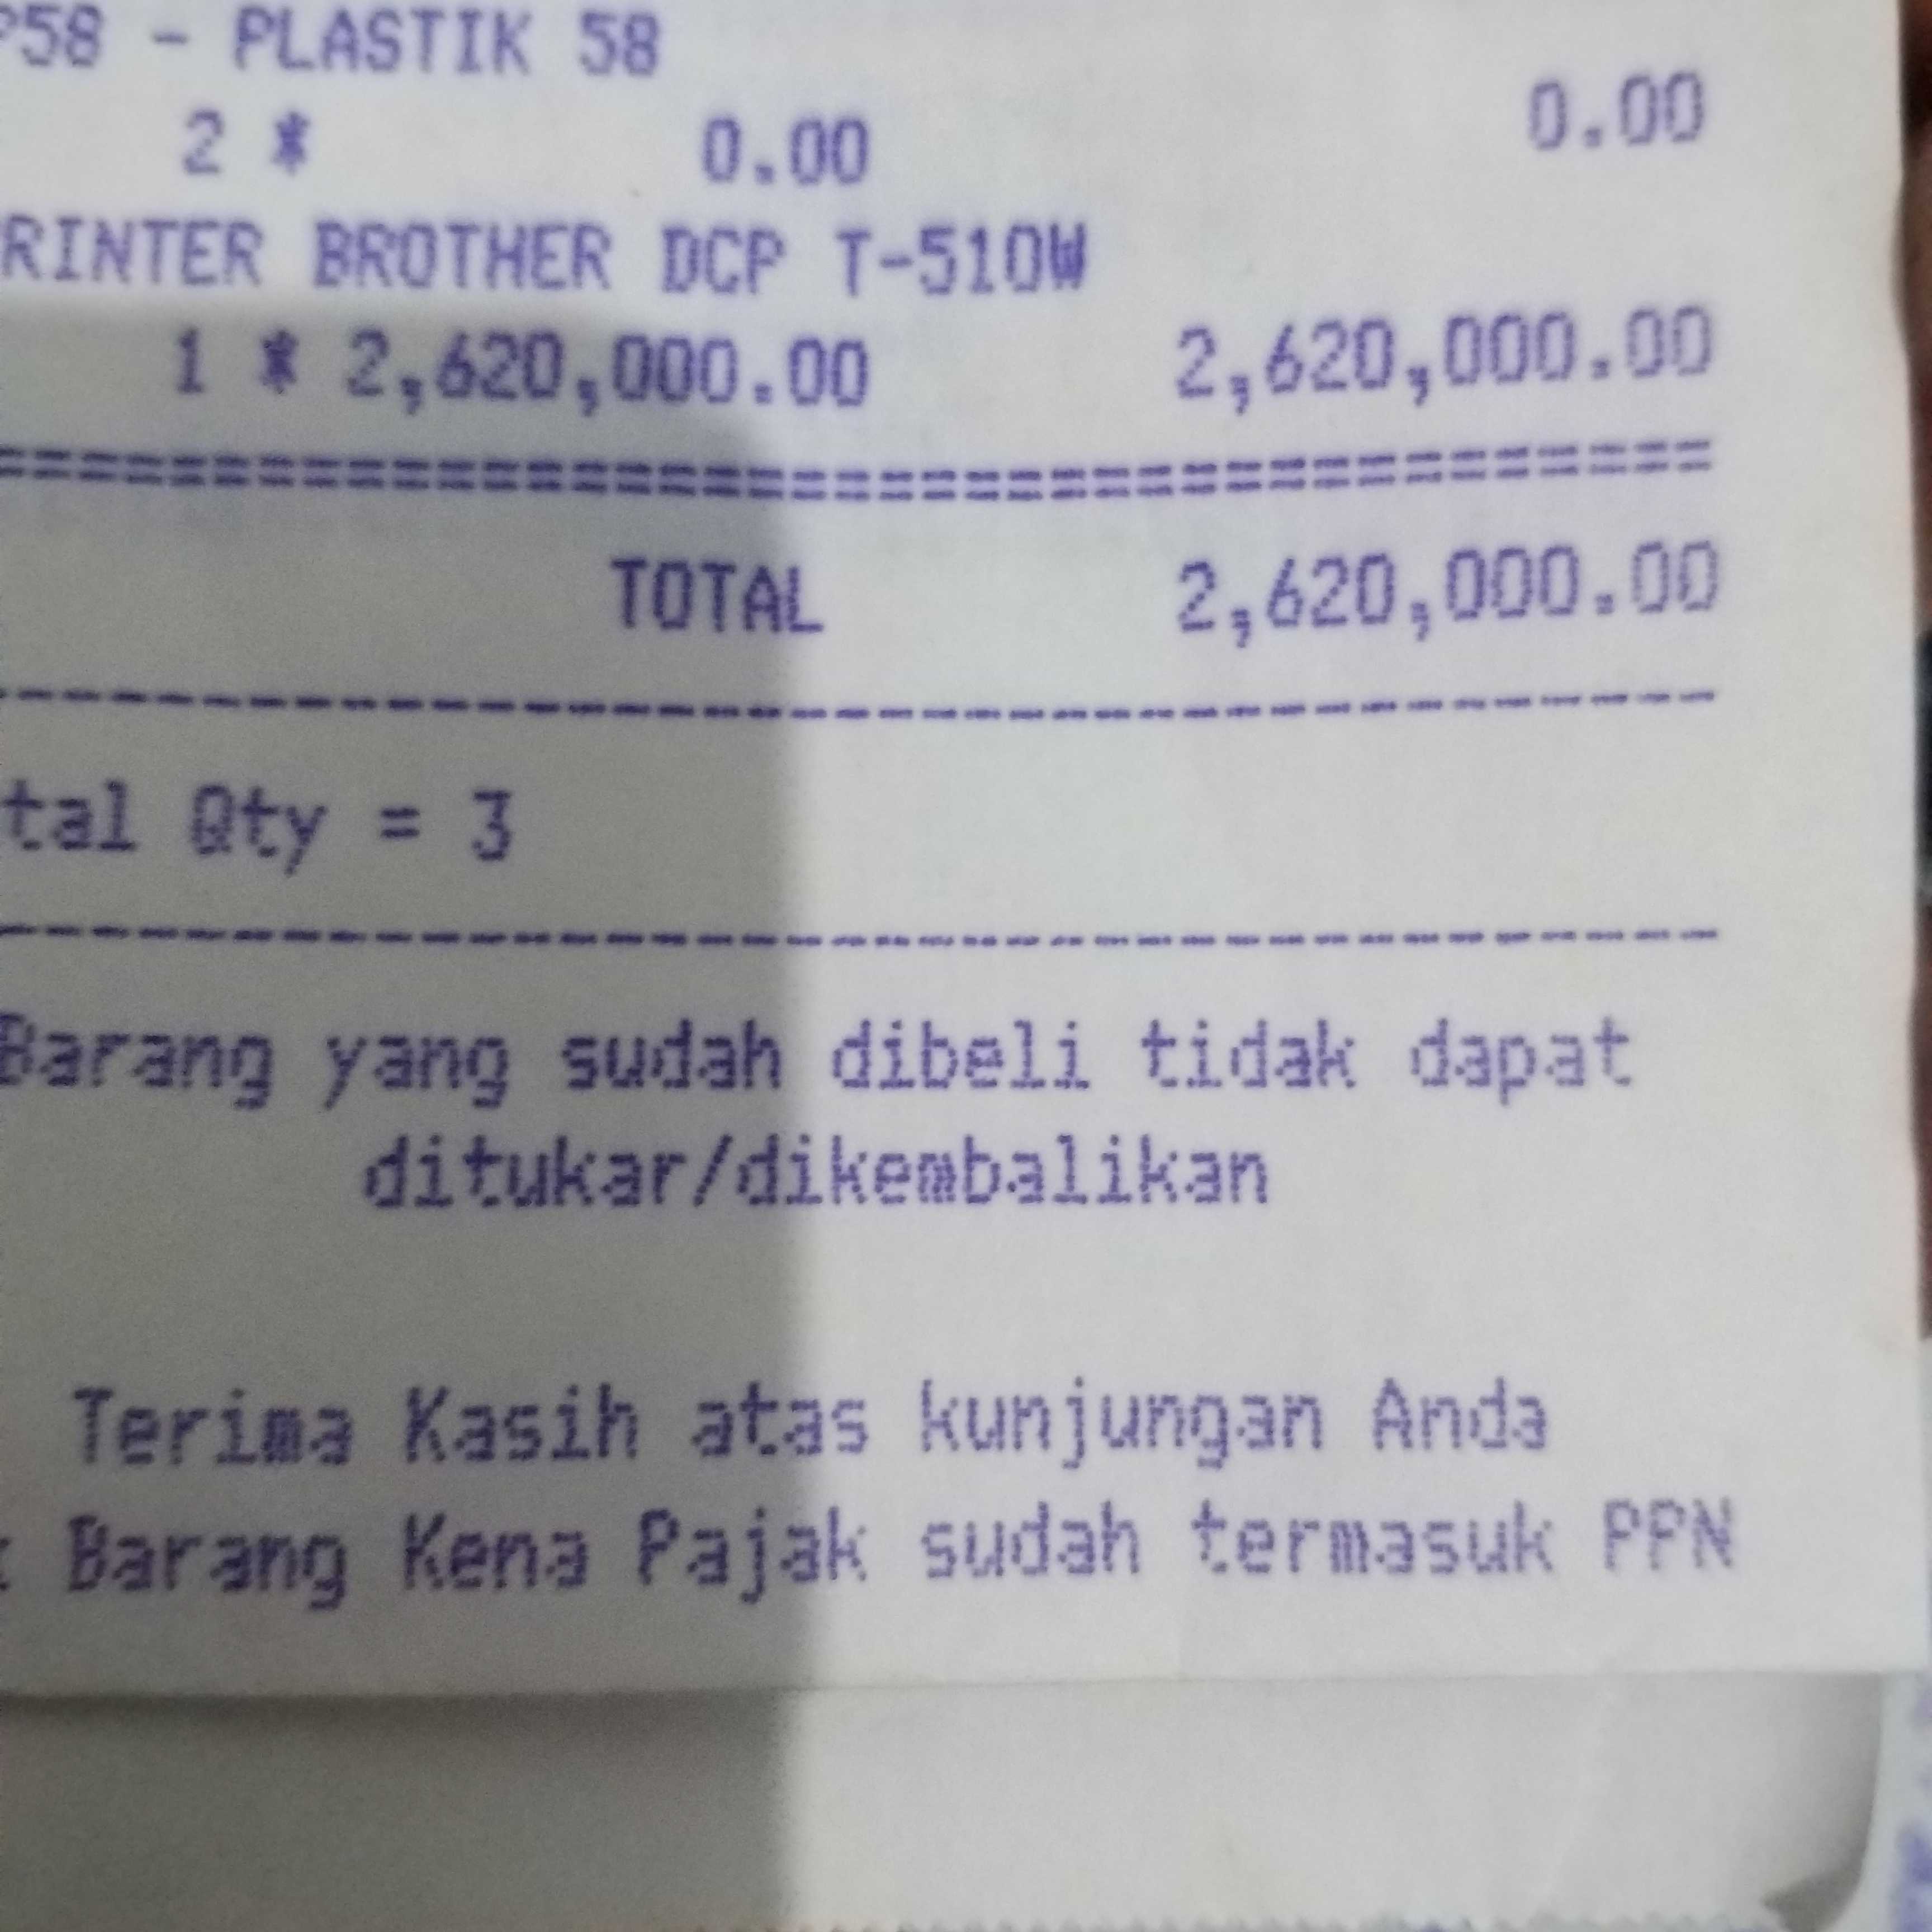 P58 - PLASTIK 58
2 * 0.00 0.00
RINTER BROTHER DCP T-510W
1 * 2,620,000.00 2,620,000.00
TOTAL 2,620,000.00
tal Qty = 3
Barang yang sudah dibeli tidak dapat
ditukar/dikembalikan
Terima Kasih atas kunjungan Anda
Barang Kena Pajak sudah termasuk PPN